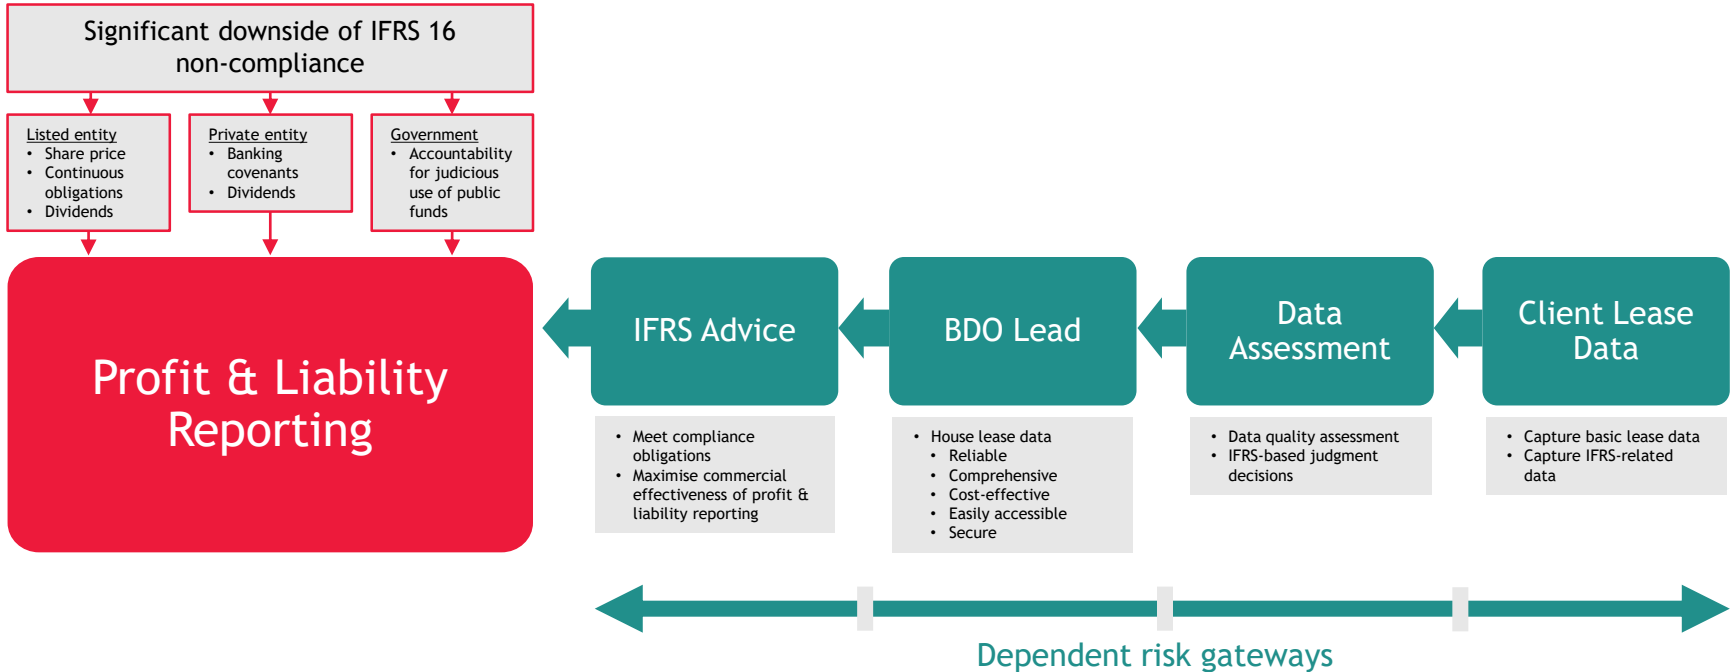 Significant downside of IFRS 16
non-compliance
Listed entity
• Share price
• Continuous
obligations
• Dividends
Private entity
• Banking
covenants
• Dividends
Government
• Accountability
for judicious
use of public
funds
Profit & Liability
Reporting
IFRS Advice
• Meet compliance
obligations
• Maximise commercial
effectiveness of profit &
liability reporting
BDO Lead
• House lease data
• Reliable
• Comprehensive
• Cost-effective
• Easily accessible
• Secure
Data
Assessment
• Data quality assessment
• IFRS-based judgment
decisions
Client Lease
Data
• Capture basic lease data
• Capture IFRS-related
data
Dependent risk gateways